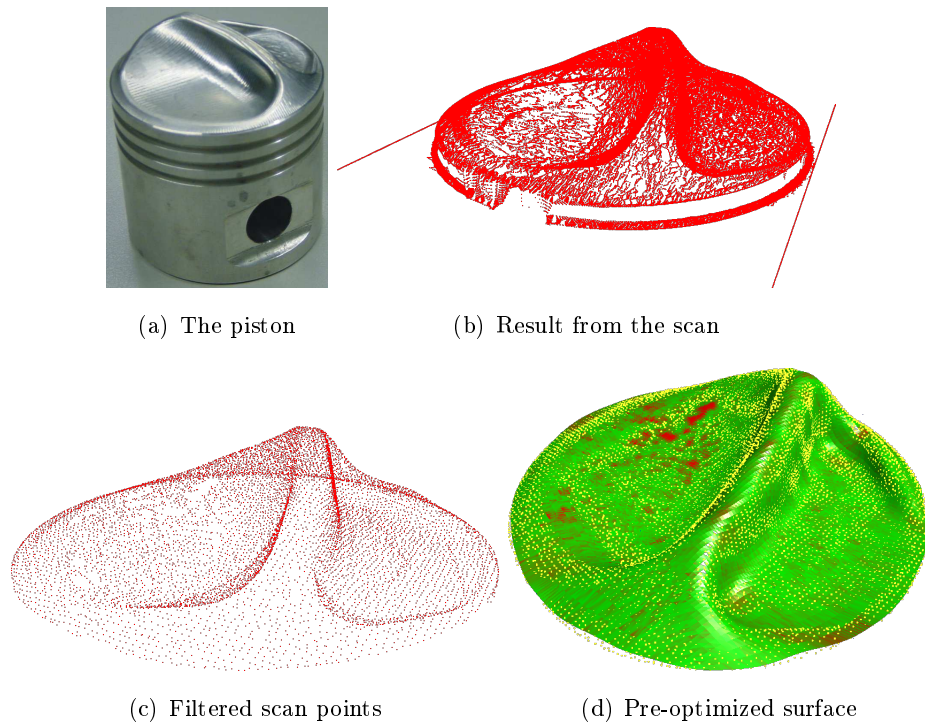 (a) The piston
(b) Result from the scan
(c) Filtered scan points
(d) Pre-optimized surface